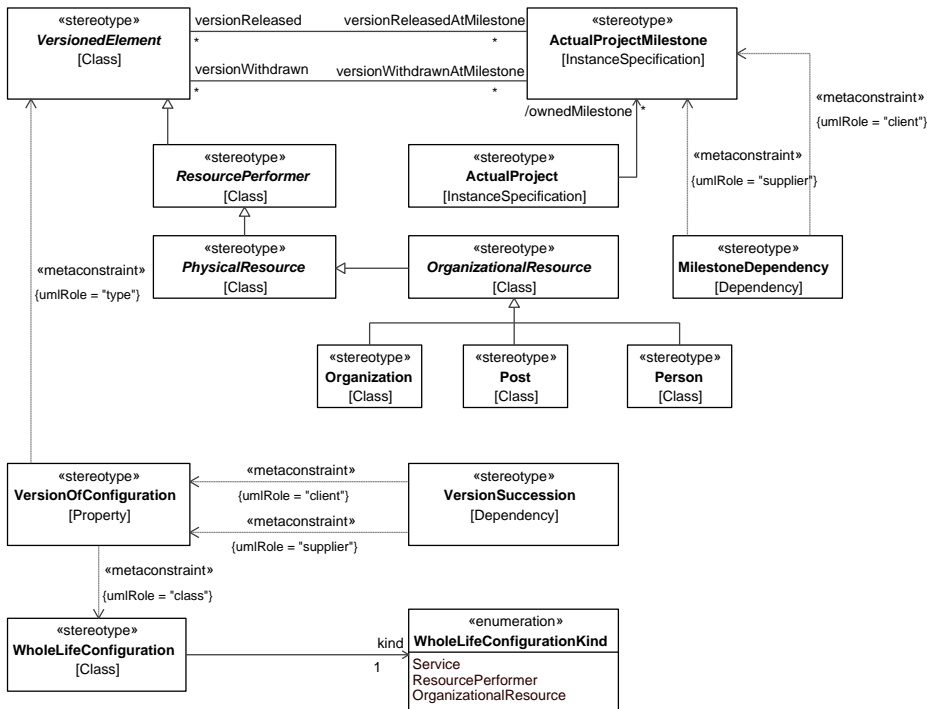 «stereotype»
VersionedElement
[Class]
versionReleased
versionReleasedAtMilestone
*
*
versionWithdrawn
versionWithdrawnAtMilestone
*
*
«stereotype»
ActualProjectMilestone
[InstanceSpecification]
/ownedMilestone
*
«metaconstraint»
{umlRole = "client"}
«stereotype»
ResourcePerformer
[Class]
«stereotype»
ActualProject
[InstanceSpecification]
«metaconstraint»
{umlRole = "supplier"}
«stereotype»
PhysicalResource
[Class]
«stereotype»
OrganizationalResource
[Class]
«stereotype»
MilestoneDependency
[Dependency]
«metaconstraint»
{umlRole = "type"}
«stereotype»
Organization
[Class]
«stereotype»
Post
[Class]
«stereotype»
Person
[Class]
«stereotype»
VersionOfConfiguration
[Property]
«metaconstraint»
{umlRole = "client"}
«metaconstraint»
{umlRole = "supplier"}
«stereotype»
VersionSuccession
[Dependency]
«metaconstraint»
{umlRole = "class"}
«stereotype»
WholeLifeConfiguration
[Class]
kind
1
«enumeration»
WholeLifeConfigurationKind
Service
ResourcePerformer
OrganizationalResource